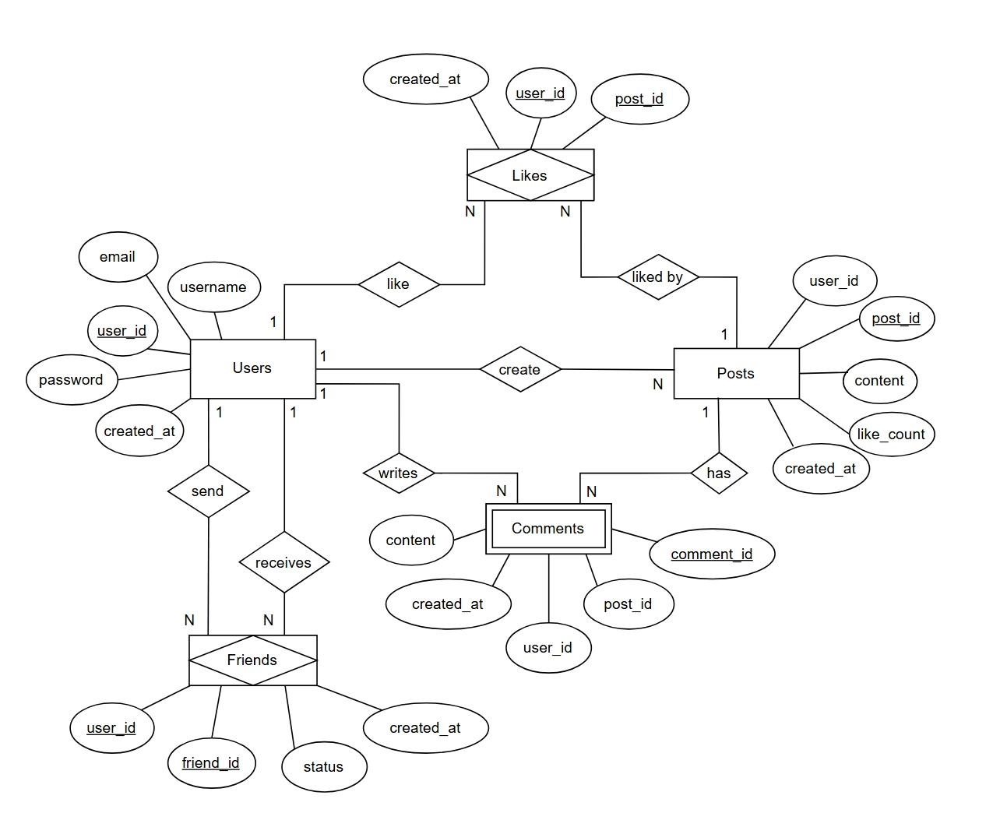 created_at
user_id
post_id
Likes
N
N
email
username
like
liked by
user_id
1
1
post_id
user_id
Users
1
create
Posts
content
password
1
N
created_at
1
1
1
like_count
created_at
send
writes
has
N
N
receives
content
Comments
comment_id
created_at
post_id
N
N
user_id
Friends
user_id
created_at
friend_id
status